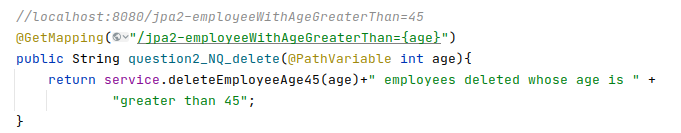 //localhost:8080/jpa2-employeeWithAgeGreaterThan=45
@GetMapping("/jpa2-employeeWithAgeGreaterThan={age}")
public String question2_NQ_delete(@PathVariable int age){
return service.deleteEmployeeAge45(age)+" employees deleted whose age is " +
"greater than 45";
}